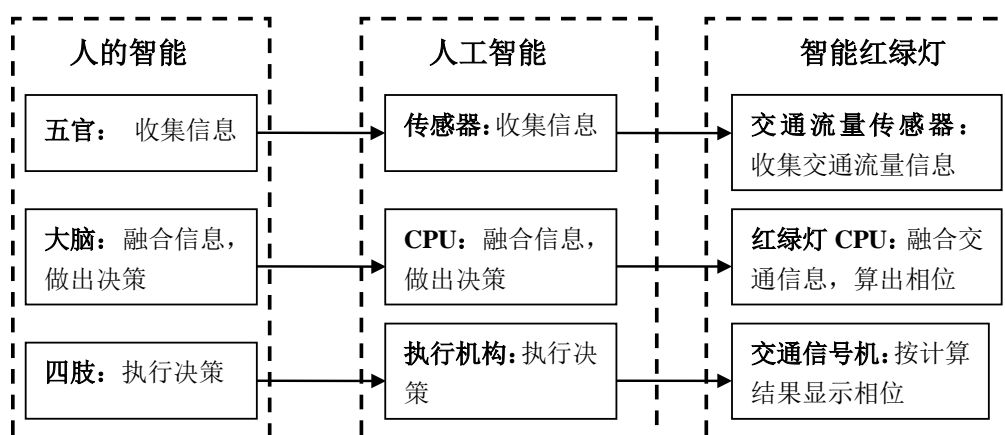 人的智能
五官： 收集信息
大脑：融合信息，
做出决策
四肢：执行决策
人工智能
传感器：收集信息
CPU：融合信息，
做出决策
执行机构：执行决
策
智能红绿灯
交通流量传感器：
收集交通流量信息
红绿灯 CPU：融合交
通信息，算出相位
交通信号机：按计算
结果显示相位